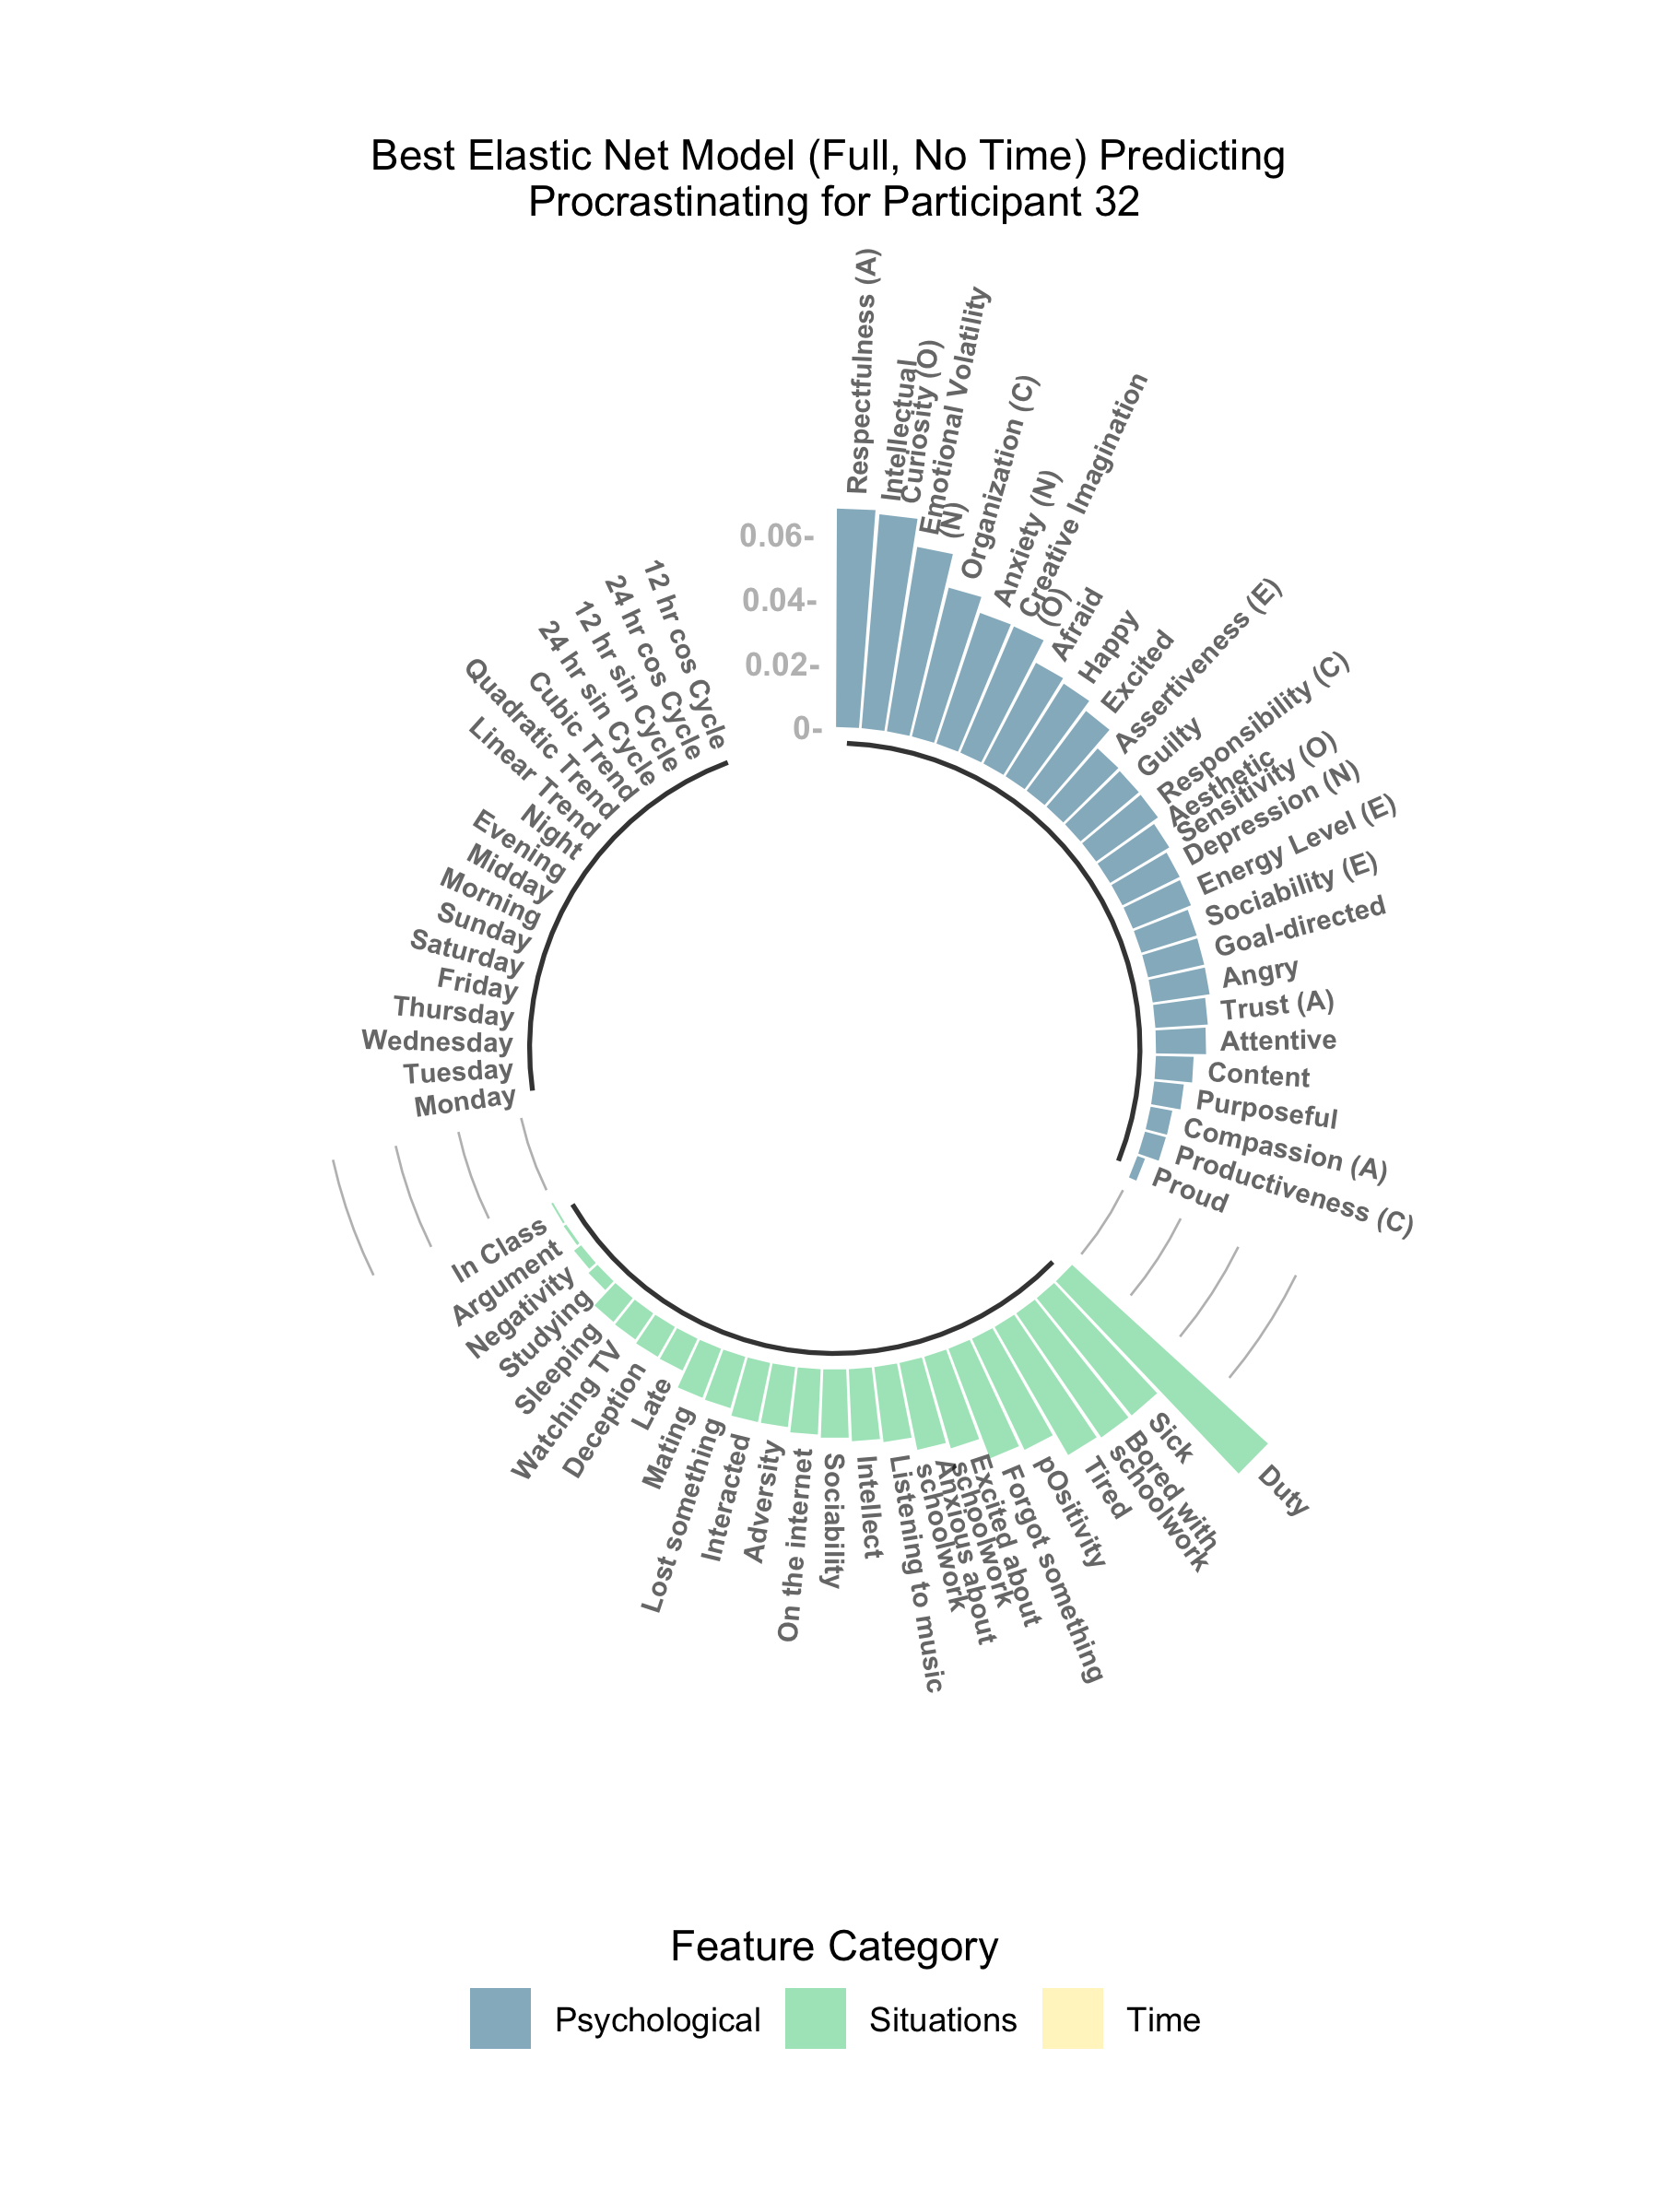 Best Elastic Net Model (Full, No Time) Predicting
Procrastinating for Participant 32
0.06-
0.04-
0.02-
0-
Respectfulness (A)
Intellectual
Curiosity (O)
Emotional Volatility
(N)
Organization (C)
Anxiety (N)
Creative Imagination
(O)
Afraid
Happy
Excited
Assertiveness (E)
Guilty
Responsibility (C)
Aesthetic
Sensitivity (O)
Depression (N)
Energy Level (E)
Sociability (E)
Goal-directed
Angry
Trust (A)
Attentive
Content
Purposeful
Compassion (A)
Productiveness (C)
Proud
Duty
Sick
Bored with
schoolwork
Tired
pOsitivity
Forgot something
Excited about
schoolwork
Anxious about
schoolwork
Listening to music
Intellect
Sociability
On the internet
Adversity
Interacted
Lost something
Mating
Late
Deception
Watching TV
Sleeping
Studying
Negativity
Argument
In Class
Monday
Tuesday
Wednesday
Thursday
Friday
Saturday
Sunday
Morning
Midday
Evening
Night
Linear Trend
Quadratic Trend
Cubic Trend
24 hr sin Cycle
12 hr sin Cycle
24 hr cos Cycle
12 hr cos Cycle
Feature Category
Psychological
Situations
Time